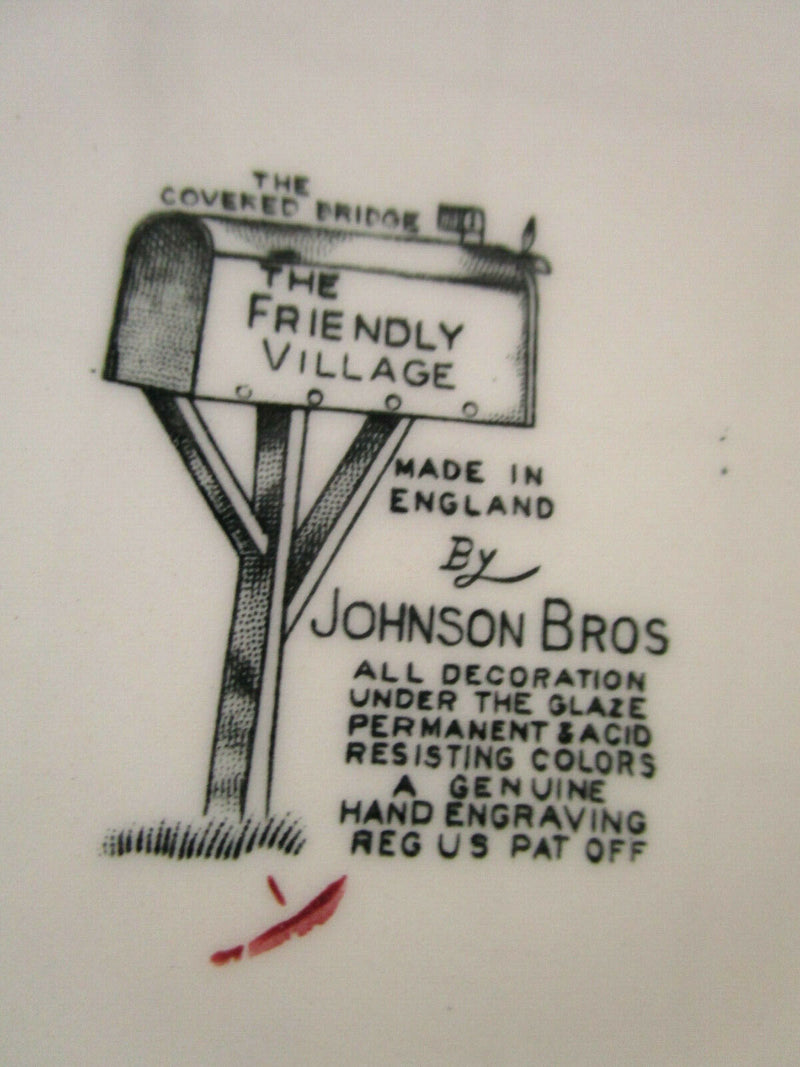 THE
COVERED BRIDGE
THE
FRIENDLY
VILLAGE
MADE IN
ENGLAND
By
JOHNSON BROS
ALL DECORATION
UNDER THE GLAZE
PERMANENT & ACID
RESISTING COLORS
A GENUINE
HAND ENGRAVING
REG US PAT OFF